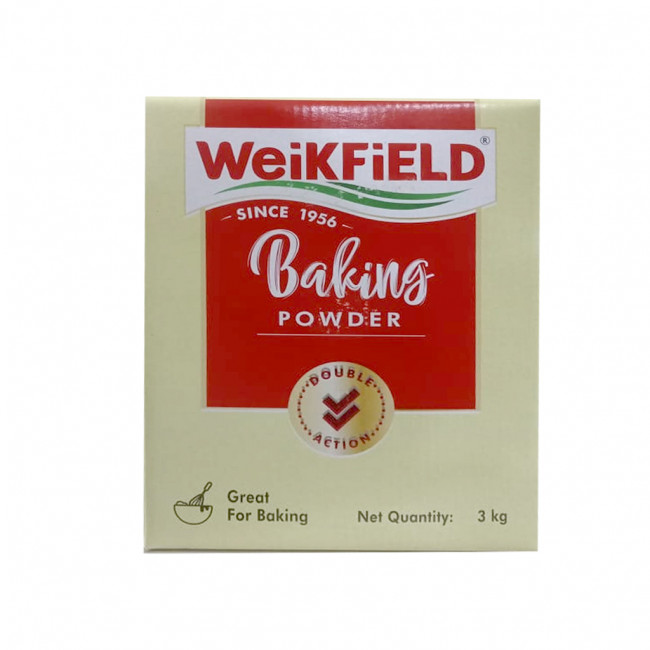 WeiKFiELD®
SINCE 1956
Baking
POWDER
DOUBLE
ACTION
Great
For Baking
Net Quantity: 3 kg